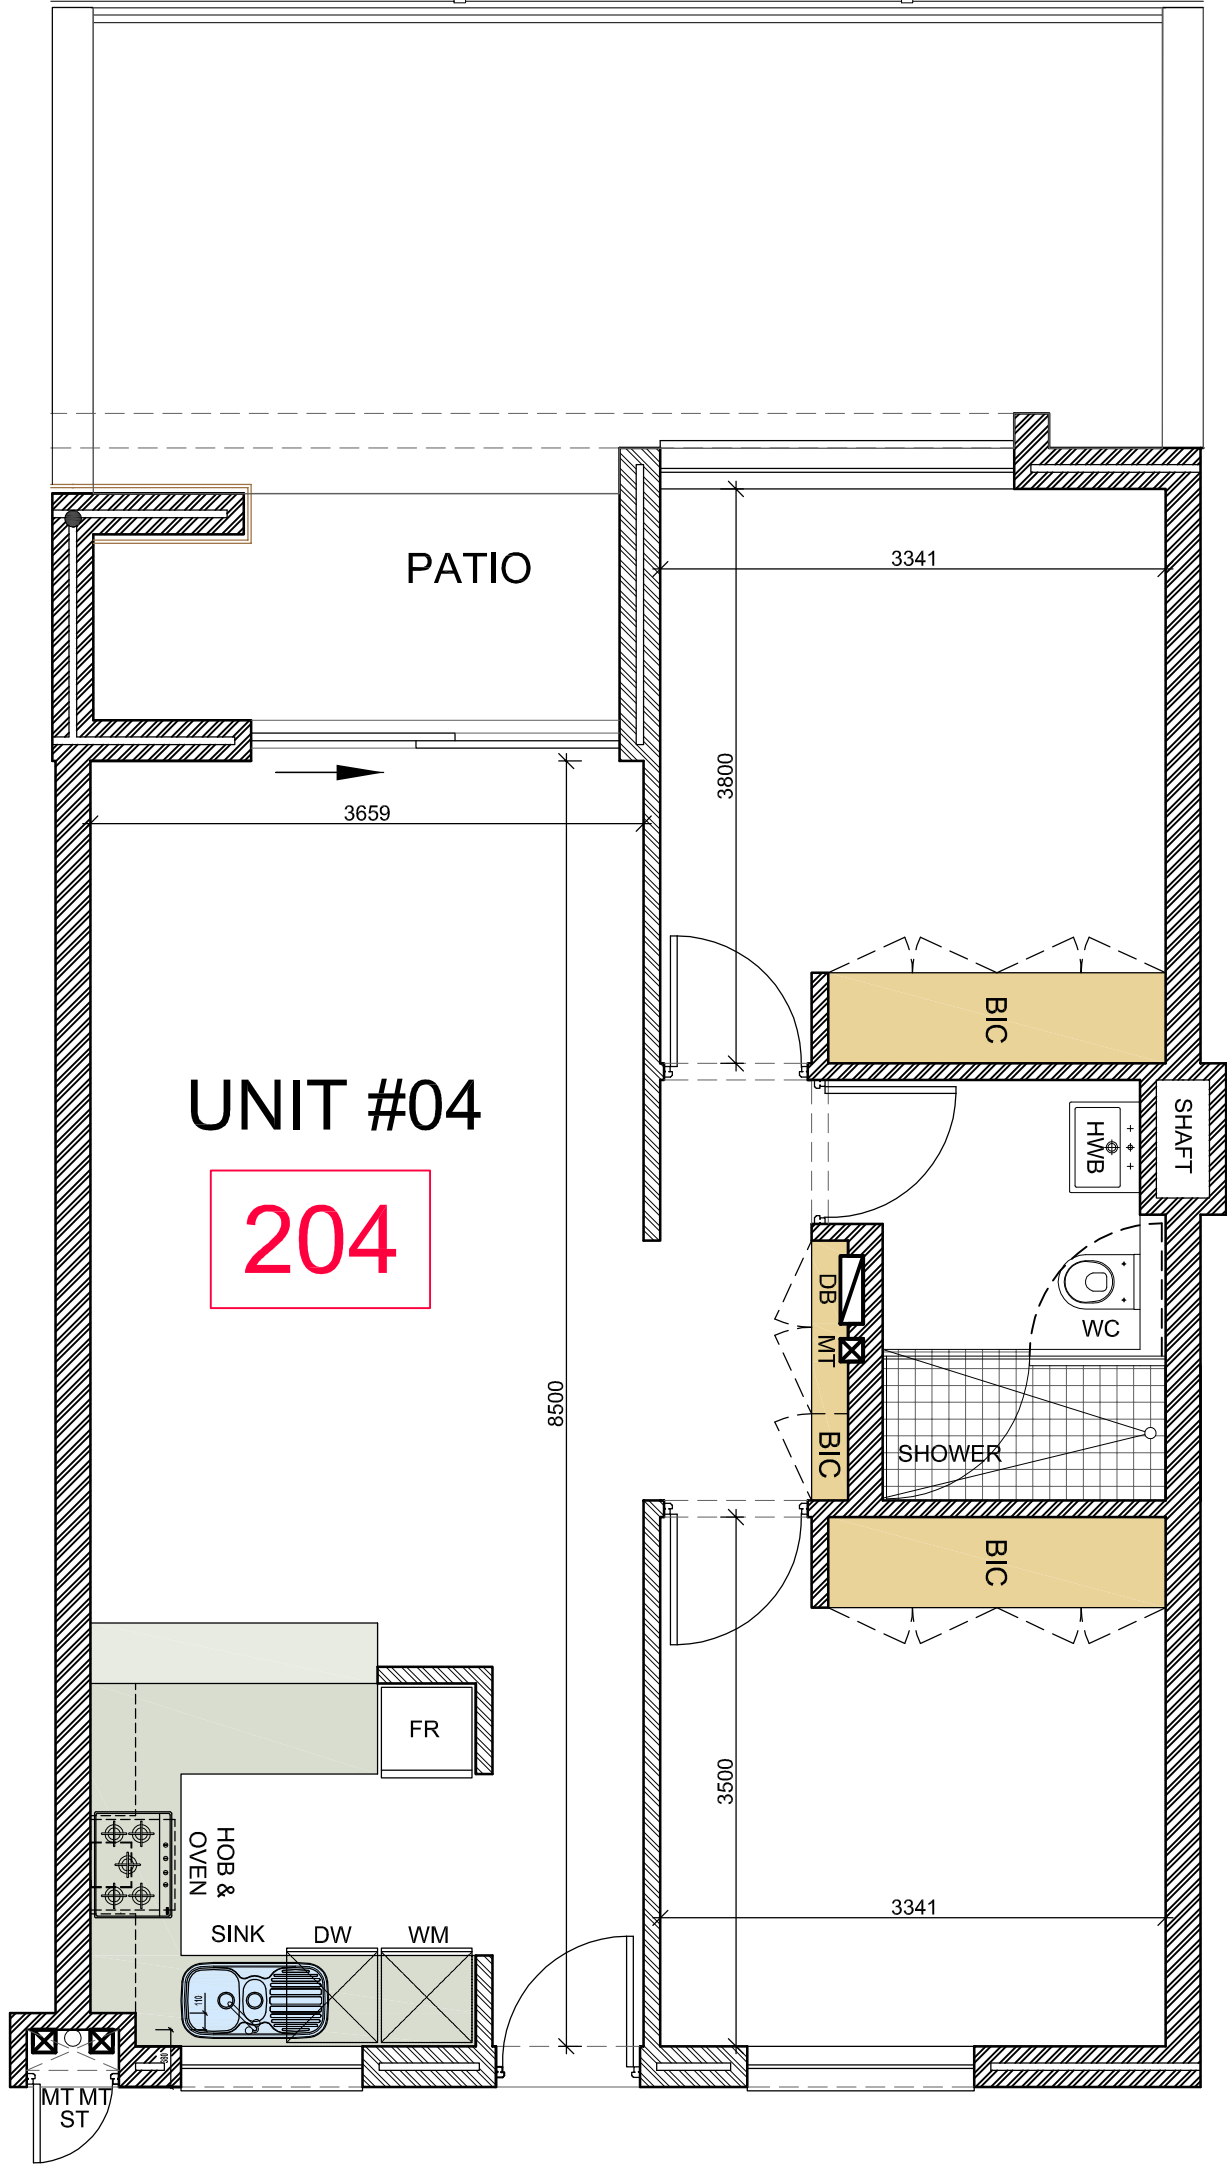 PATIO
3341
3800
3659
BIC
UNIT #04
SHAFT
HWB
204
DB
WC
MT
8500
BIC
SHOWER
BIC
FR
3500
HOB &
OVEN
3341
SINK
DW
WM
110
MT MT
ST